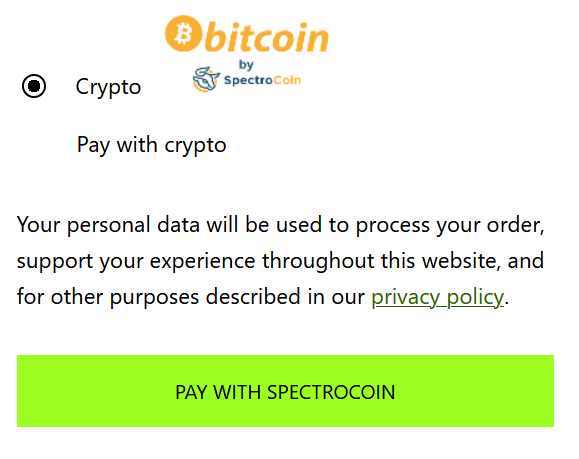 bitcoin
by
SpectroCoin
Crypto
Pay with crypto
Your personal data will be used to process your order,
support your experience throughout this website, and
for other purposes described in our privacy policy.
PAY WITH SPECTROCOIN